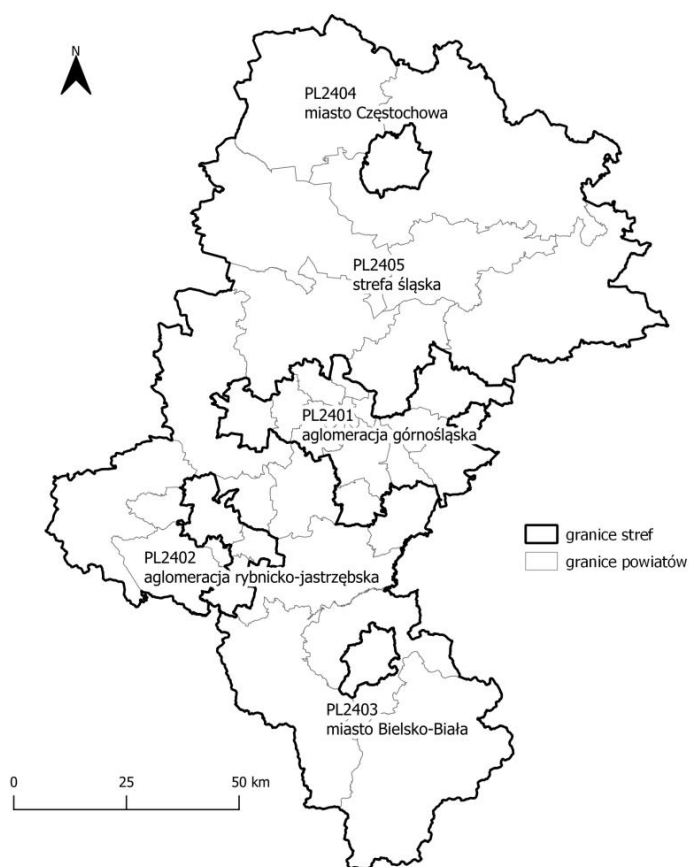 N
PL2404
miasto Częstochowa
PL2405
strefa śląska
PL2401
aglomeracja górnośląska
granice stref
granice powiatów
PL2402
aglomeracja rybnicko-jastrzębska
PL2403
miasto Bielsko-Biała
0 25 50 km